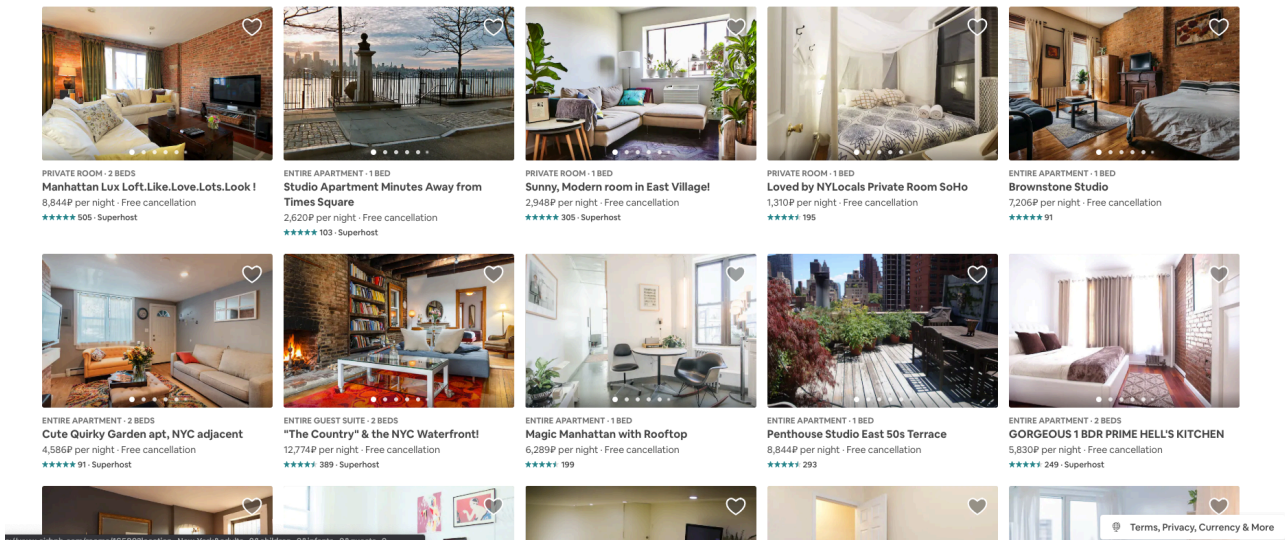 PRIVATE ROOM · 2 BEDS
Manhattan Lux Loft.Like.Love.Lots.Look !
8,844₽ per night · Free cancellation
★★★★★ 505 · Superhost
ENTIRE APARTMENT · 1 BED
Studio Apartment Minutes Away from
Times Square
2,620₽ per night · Free cancellation
★★★★★ 103 · Superhost
PRIVATE ROOM · 1 BED
Sunny, Modern room in East Village!
2,948₽ per night · Free cancellation
★★★★★ 305 · Superhost
PRIVATE ROOM · 1 BED
Loved by NYLocals Private Room SoHo
1,310₽ per night · Free cancellation
195
ENTIRE APARTMENT · 1 BED
Brownstone Studio
7,206₽ per night · Free cancellation
★★★★★ 91
ENTIRE APARTMENT · 2 BEDS
Cute Quirky Garden apt, NYC adjacent
4,586₽ per night · Free cancellation
★★★★★ 91 · Superhost
ENTIRE GUEST SUITE · 2 BEDS
"The Country" & the NYC Waterfront!
12,774₽ per night · Free cancellation
389 · Superhost
ENTIRE APARTMENT · 1 BED
Magic Manhattan with Rooftop
6,289₽ per night · Free cancellation
199
ENTIRE APARTMENT · 1 BED
Penthouse Studio East 50s Terrace
8,844₽ per night · Free cancellation
293
ENTIRE APARTMENT · 2 BEDS
GORGEOUS 1 BDR PRIME HELL'S KITCHEN
5,830₽ per night · Free cancellation
249 · Superhost
Terms, Privacy, Currency & More